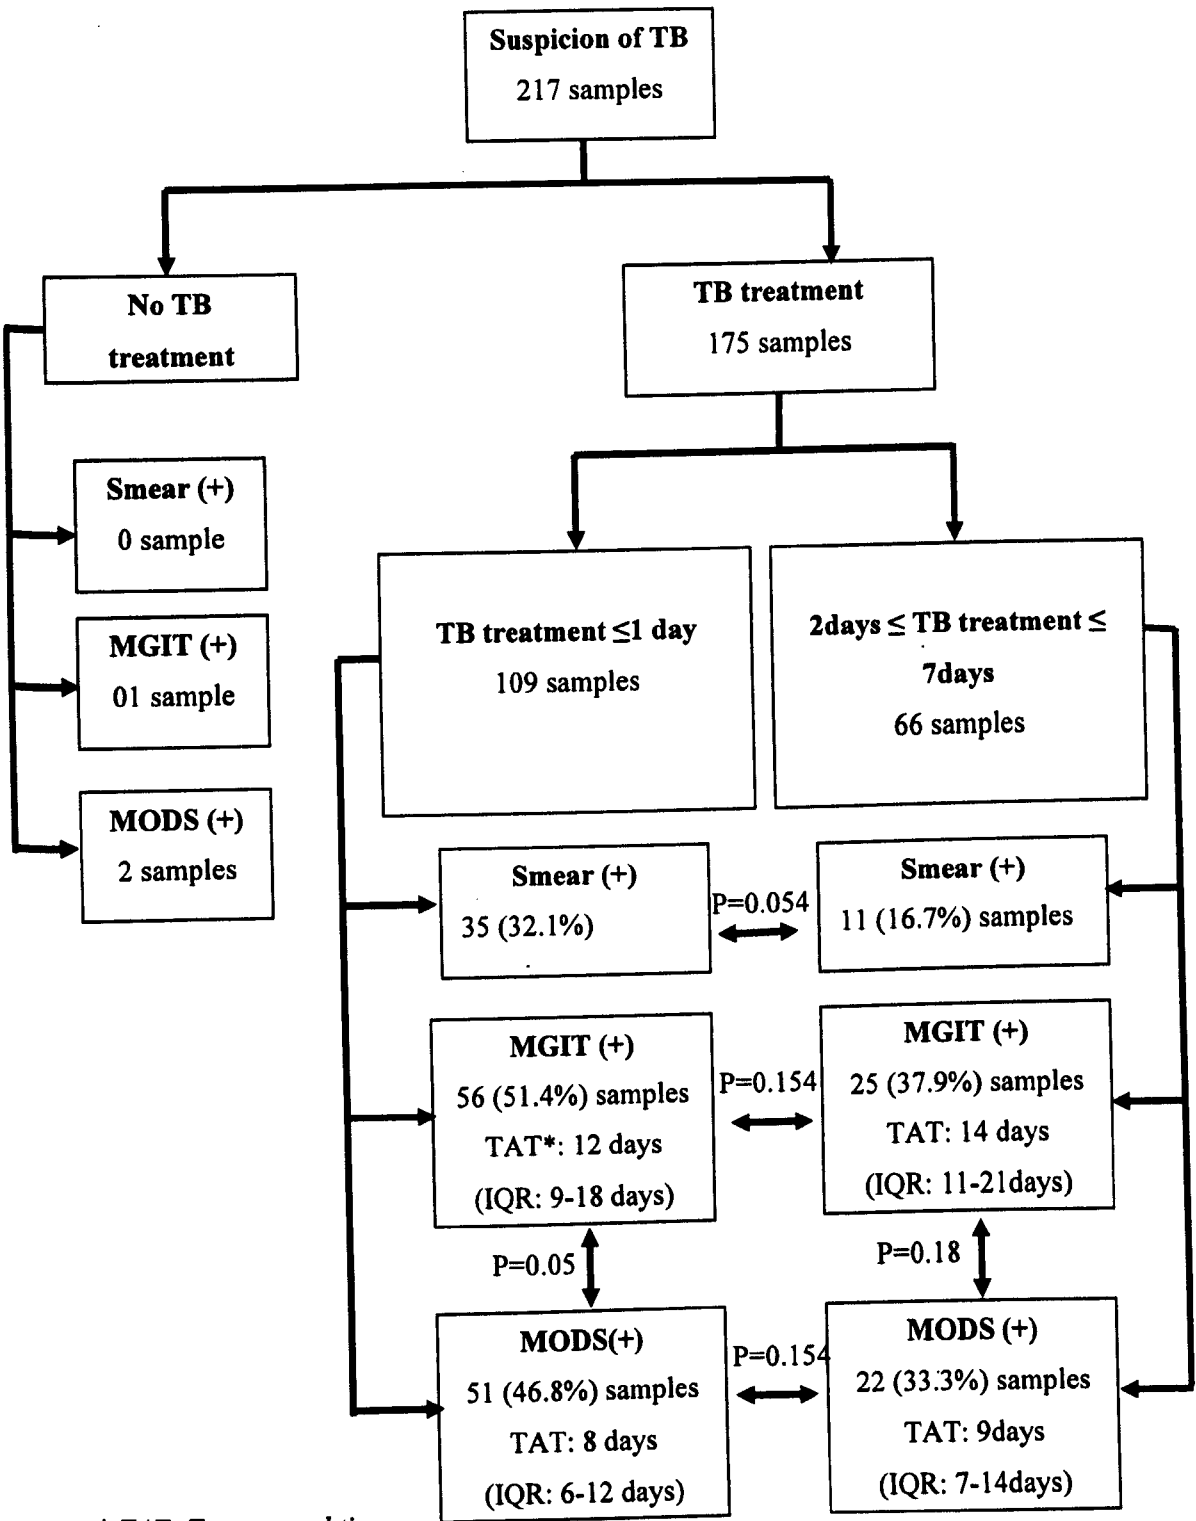 Suspicion of TB
217 samples
No TB
treatment
TB treatment
175 samples
Smear (+)
0 sample
MGIT (+)
01 sample
MODS (+)
2 samples
TB treatment ≤1 day
109 samples
2days ≤ TB treatment ≤
7days
66 samples
Smear (+)
35 (32.1%)
P=0.054
Smear (+)
11 (16.7%) samples
MGIT (+)
56 (51.4%) samples
TAT*: 12 days
(IQR: 9-18 days)
P=0.154
MGIT (+)
25 (37.9%) samples
TAT: 14 days
(IQR: 11-21days)
P=0.05
P=0.18
MODS(+)
51 (46.8%) samples
TAT: 8 days
(IQR: 6-12 days)
P=0.154
MODS (+)
22 (33.3%) samples
TAT: 9days
(IQR: 7-14days)